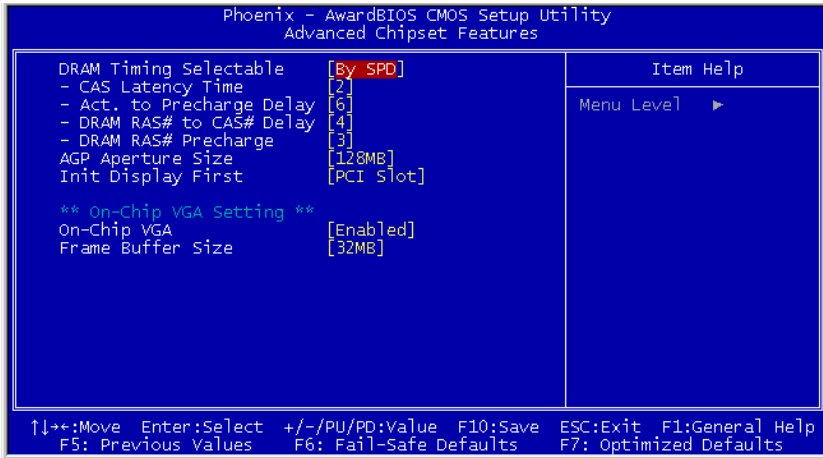 Phoenix - AwardBIOS CMOS Setup Utility
Advanced Chipset Features
DRAM Timing Selectable [By SPD]
- CAS Latency Time [2]
- Act. to Precharge Delay [6]
- DRAM RAS# to CAS# Delay [4]
- DRAM RAS# Precharge [3]
AGP Aperture Size [128MB]
Init Display First [PCI Slot]
** On-Chip VGA Setting **
On-Chip VGA [Enabled]
Frame Buffer Size [32MB]
Item Help
Menu Level ►
↑↓→←:Move Enter:Select +/-/PU/PD:Value F10:Save ESC:Exit F1:General Help
F5: Previous Values F6: Fail-Safe Defaults F7: Optimized Defaults